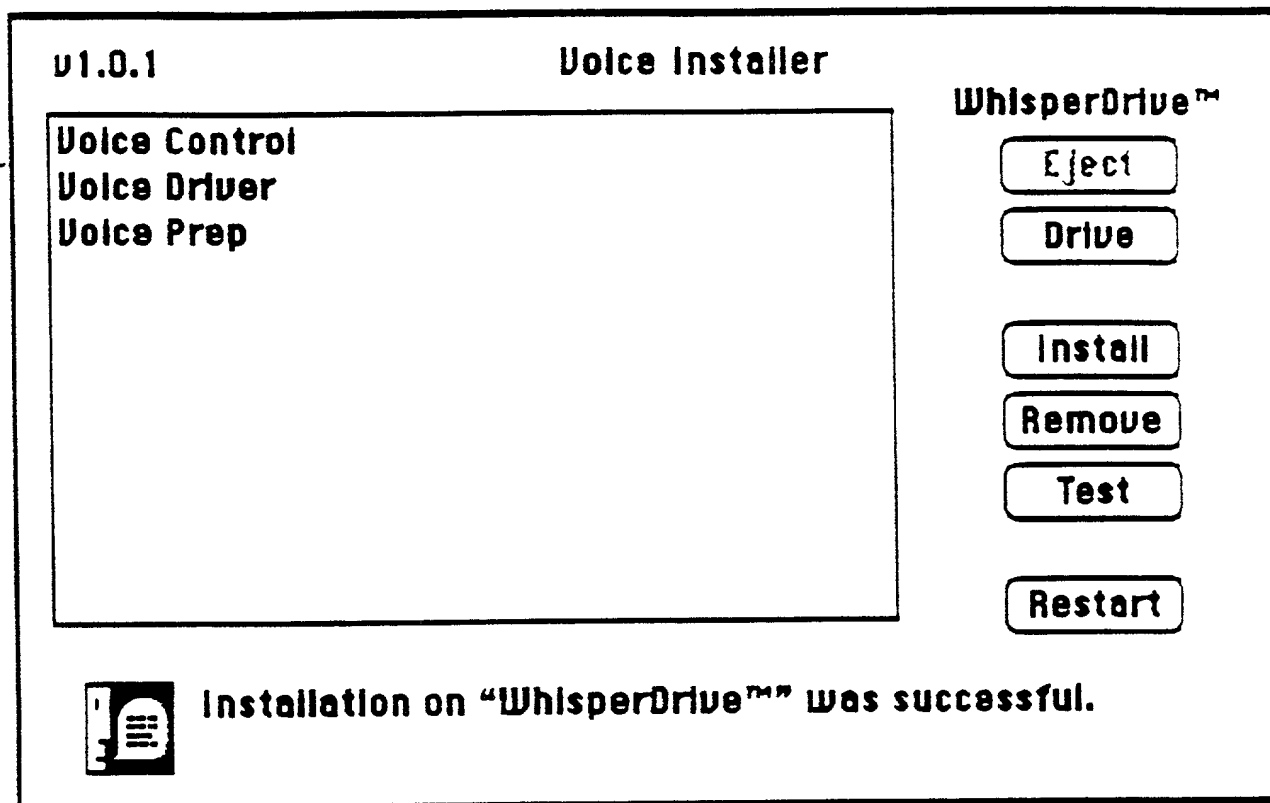 v1.0.1
Voice Installer
WhisperDrive™
Voice Control
Voice Driver
Voice Prep
Eject
Drive
Install
Remove
Test
Restart
Installation on “WhisperDrive™” was successful.